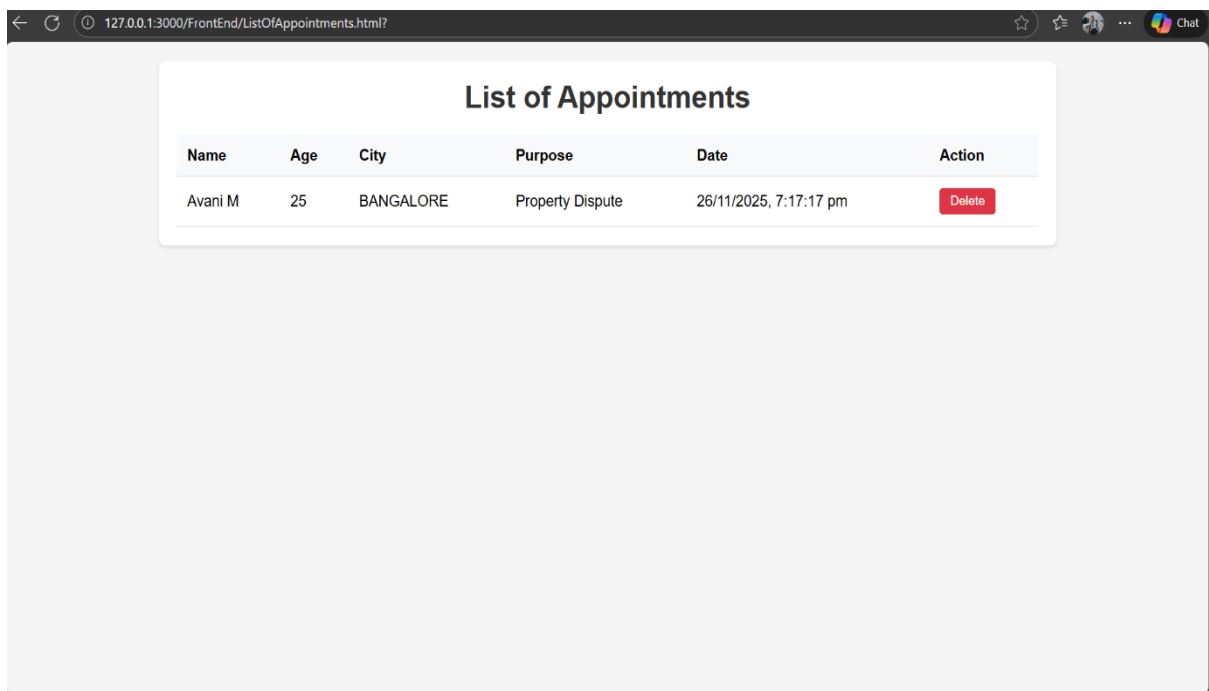 127.0.0.1:3000/FrontEnd/ListOfAppointments.html?
Chat
List of Appointments
Name Age City Purpose Date Action
Avani M 25 BANGALORE Property Dispute 26/11/2025, 7:17:17 pm Delete